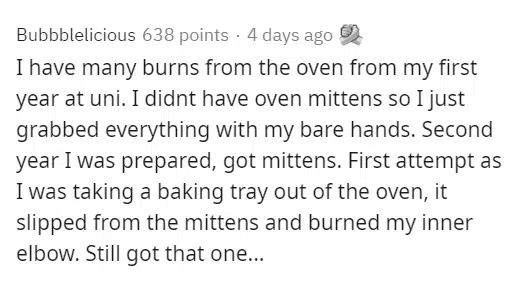 Bubbblelicious 638 points · 4 days ago
I have many burns from the oven from my first
year at uni. I didnt have oven mittens so I just
grabbed everything with my bare hands. Second
year I was prepared, got mittens. First attempt as
I was taking a baking tray out of the oven, it
slipped from the mittens and burned my inner
elbow. Still got that one...